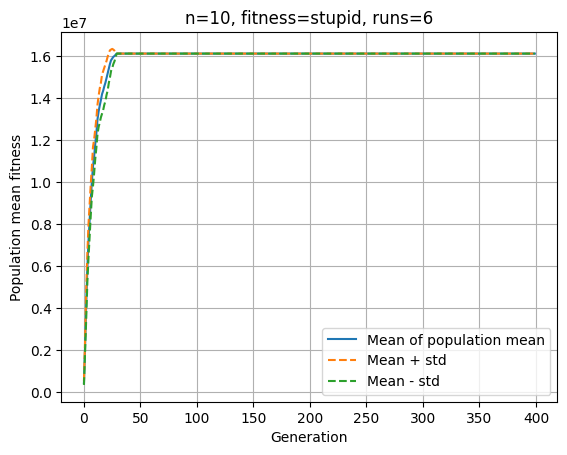 n=10, fitness=stupid, runs=6
1e7
1.6
1.4
1.2
1.0
0.8
0.6
0.4
0.2
0.0
Population mean fitness
Mean of population mean
Mean + std
Mean - std
0 50 100 150 200 250 300 350 400
Generation